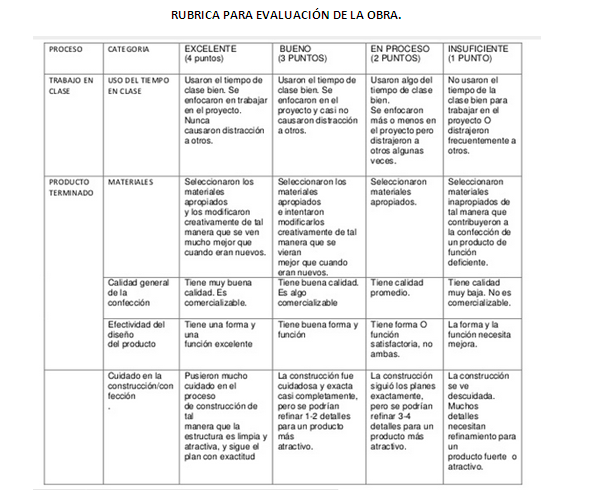 RUBRICA PARA EVALUACIÓN DE LA OBRA.
PROCESO
CATEGORIA
EXCELENTE
(4 puntos)
BUENO
(3 PUNTOS)
EN PROCESO
(2 PUNTOS)
INSUFICIENTE
(1 PUNTO)
TRABAJO EN
CLASE
USO DEL TIEMPO
EN CLASE
Usaron el tiempo de
clase bien. Se
enfocaron en trabajar
en el proyecto.
Nunca
causaron distracción
a otros.
Usaron el tiempo de
clase bien. Se
enfocaron en el
proyecto y casi no
causaron distracción
a otros.
Usaron algo del
tiempo de clase
bien.
Se enfocaron
más o menos en
el proyecto pero
distrajeron a
otros algunas
veces.
No usaron el
tiempo de la
clase bien para
trabajar en el
proyecto O
distrajeron
frecuentemente a
otros.
PRODUCTO
TERMINADO
MATERIALES
Seleccionaron los
materiales
apropiados
y los modificaron
creativamente de tal
manera que se ven
mucho mejor que
cuando eran nuevos.
Seleccionaron los
materiales
apropiados
e intentaron
modificarlos
creativamente de tal
manera que se
vieran
mejor que cuando
eran nuevos.
Seleccionaron
materiales
apropiados.
Seleccionaron
materiales
inapropiados de
tal manera que
contribuyeron a
la confección de
un producto de
función
deficiente.
Calidad general
de la
confección
Tiene muy buena
calidad. Es
comercializable.
Tiene buena calidad.
Es algo
comercializable
Tiene calidad
promedio.
Tiene calidad
muy baja. No es
comercializable.
Efectividad del
diseño
del producto
Tiene una forma y
una
función excelente
Tiene buena forma y
función
Tiene forma O
función
satisfactoria, no
ambas.
La forma y la
función necesita
mejora.
Cuidado en la
construcción/con
fección
.
Pusieron mucho
cuidado en el
proceso
de construcción de
tal
manera que la
estructura es limpia y
atractiva, y sigue el
plan con exactitud
La construcción fue
cuidadosa y exacta
casi completamente,
pero se podrían
refinar 1-2 detalles
para un producto
más
atractivo.
La construcción
siguió los planes
exactamente,
pero se podrían
refinar 3-4
detalles para un
producto más
atractivo.
La construcción
se ve
descuidada.
Muchos
detalles
necesitan
refinamiento para
un
producto fuerte o
atractivo.